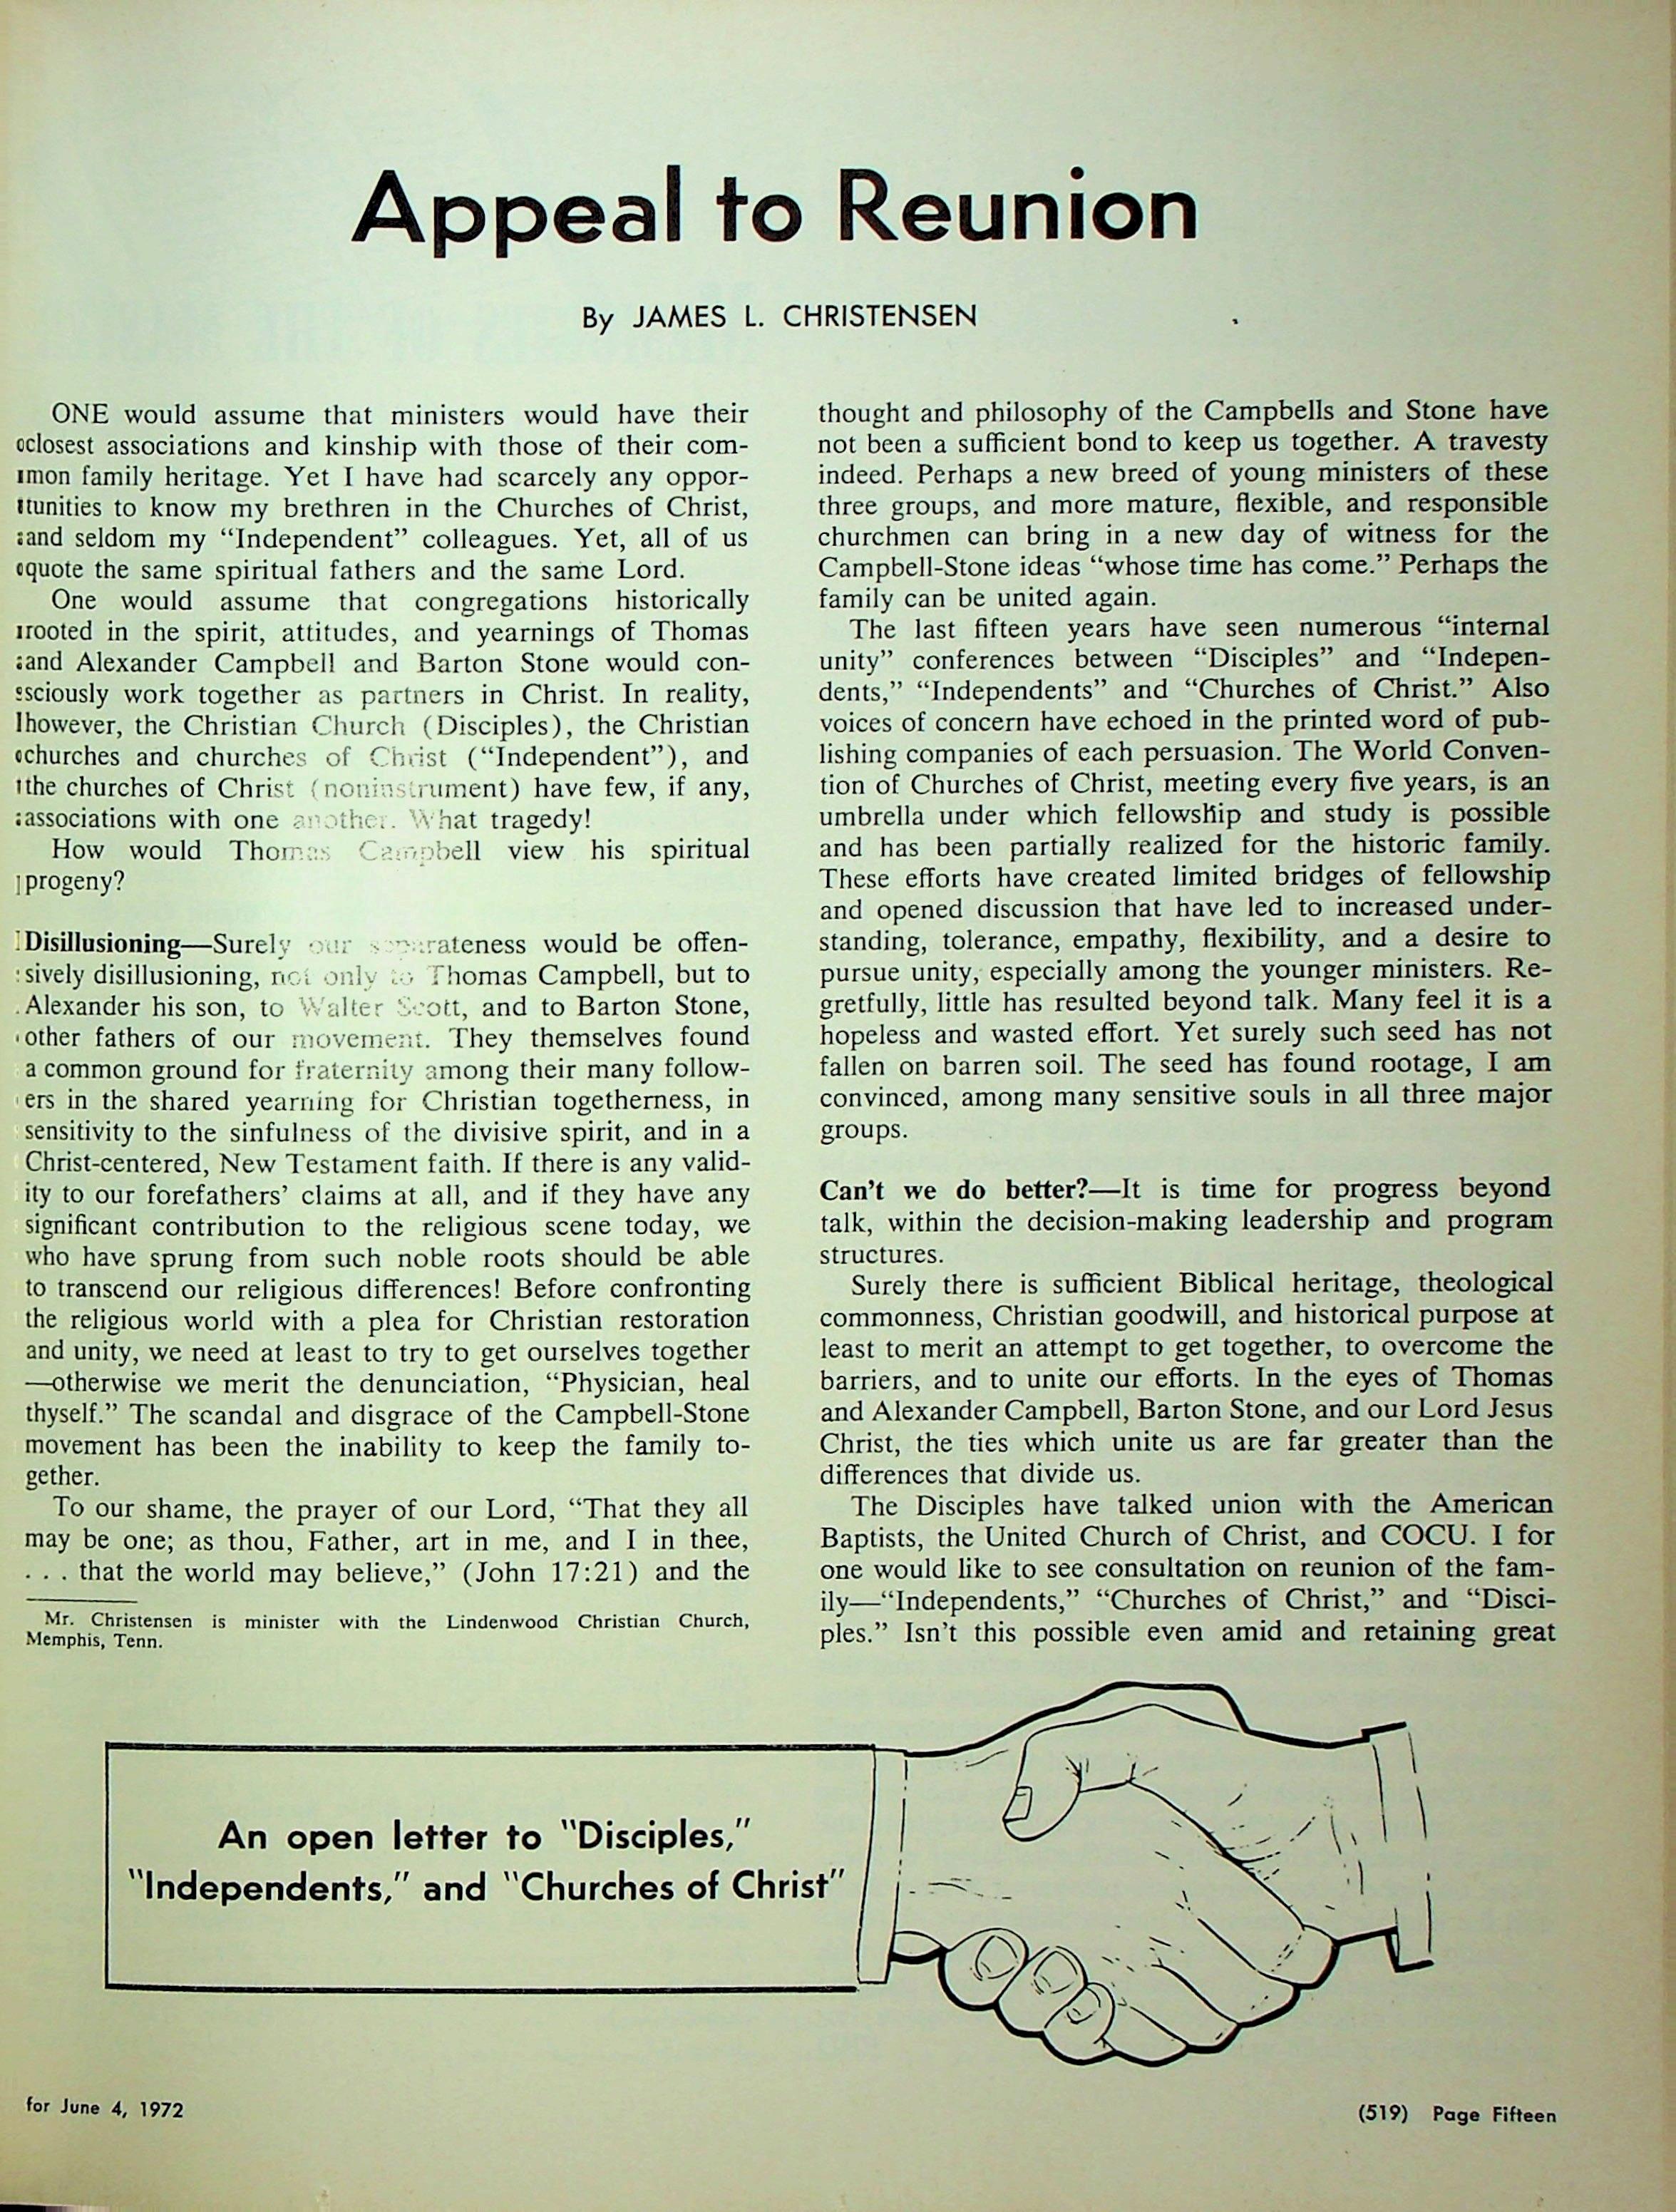 Appeal to Reunion
By JAMES L. CHRISTENSEN
ONE would assume that ministers would have their
closest associations and kinship with those of their com-
mon family heritage. Yet I have had scarcely any oppor-
tunities to know my brethren in the Churches of Christ,
and seldom my “Independent” colleagues. Yet, all of us
quote the same spiritual fathers and the same Lord.
One would assume that congregations historically
rooted in the spirit, attitudes, and yearnings of Thomas
and Alexander Campbell and Barton Stone would con-
sciously work together as partners in Christ. In reality,
however, the Christian Church (Disciples), the Christian
churches and churches of Christ (“Independent”), and
the churches of Christ (noninstrument) have few, if any,
associations with one another. What tragedy!
How would Thomas Campbell view his spiritual
progeny?
Disillusioning—Surely our separateness would be offen-
sively disillusioning, not only to Thomas Campbell, but to
Alexander his son, to Walter Scott, and to Barton Stone,
other fathers of our movement. They themselves found
a common ground for fraternity among their many follow-
ers in the shared yearning for Christian togetherness, in
sensitivity to the sinfulness of the divisive spirit, and in a
Christ-centered, New Testament faith. If there is any valid-
ity to our forefathers’ claims at all, and if they have any
significant contribution to the religious scene today, we
who have sprung from such noble roots should be able
to transcend our religious differences! Before confronting
the religious world with a plea for Christian restoration
and unity, we need at least to try to get ourselves together
—otherwise we merit the denunciation, “Physician, heal
thyself.” The scandal and disgrace of the Campbell-Stone
movement has been the inability to keep the family to-
gether.
To our shame, the prayer of our Lord, “That they all
may be one; as thou, Father, art in me, and I in thee,
. . . that the world may believe,” (John 17:21) and the
Mr. Christensen is minister with the Lindenwood Christian Church,
Memphis, Tenn.
thought and philosophy of the Campbells and Stone have
not been a sufficient bond to keep us together. A travesty
indeed. Perhaps a new breed of young ministers of these
three groups, and more mature, flexible, and responsible
churchmen can bring in a new day of witness for the
Campbell-Stone ideas “whose time has come.” Perhaps the
family can be united again.
The last fifteen years have seen numerous “internal
unity” conferences between “Disciples” and “Indepen-
dents,” “Independents” and “Churches of Christ.” Also
voices of concern have echoed in the printed word of pub-
lishing companies of each persuasion. The World Conven-
tion of Churches of Christ, meeting every five years, is an
umbrella under which fellowship and study is possible
and has been partially realized for the historic family.
These efforts have created limited bridges of fellowship
and opened discussion that have led to increased under-
standing, tolerance, empathy, flexibility, and a desire to
pursue unity, especially among the younger ministers. Re-
gretfully, little has resulted beyond talk. Many feel it is a
hopeless and wasted effort. Yet surely such seed has not
fallen on barren soil. The seed has found rootage, I am
convinced, among many sensitive souls in all three major
groups.
Can’t we do better?—It is time for progress beyond
talk, within the decision-making leadership and program
structures.
Surely there is sufficient Biblical heritage, theological
commonness, Christian goodwill, and historical purpose at
least to merit an attempt to get together, to overcome the
barriers, and to unite our efforts. In the eyes of Thomas
and Alexander Campbell, Barton Stone, and our Lord Jesus
Christ, the ties which unite us are far greater than the
differences that divide us.
The Disciples have talked union with the American
Baptists, the United Church of Christ, and COCU. I for
one would like to see consultation on reunion of the fam-
ily—“Independents,” “Churches of Christ,” and “Disci-
ples.” Isn’t this possible even amid and retaining great
An open letter to “Disciples,”
“Independents,” and “Churches of Christ”
for June 4, 1972
(519) Page Fifteen